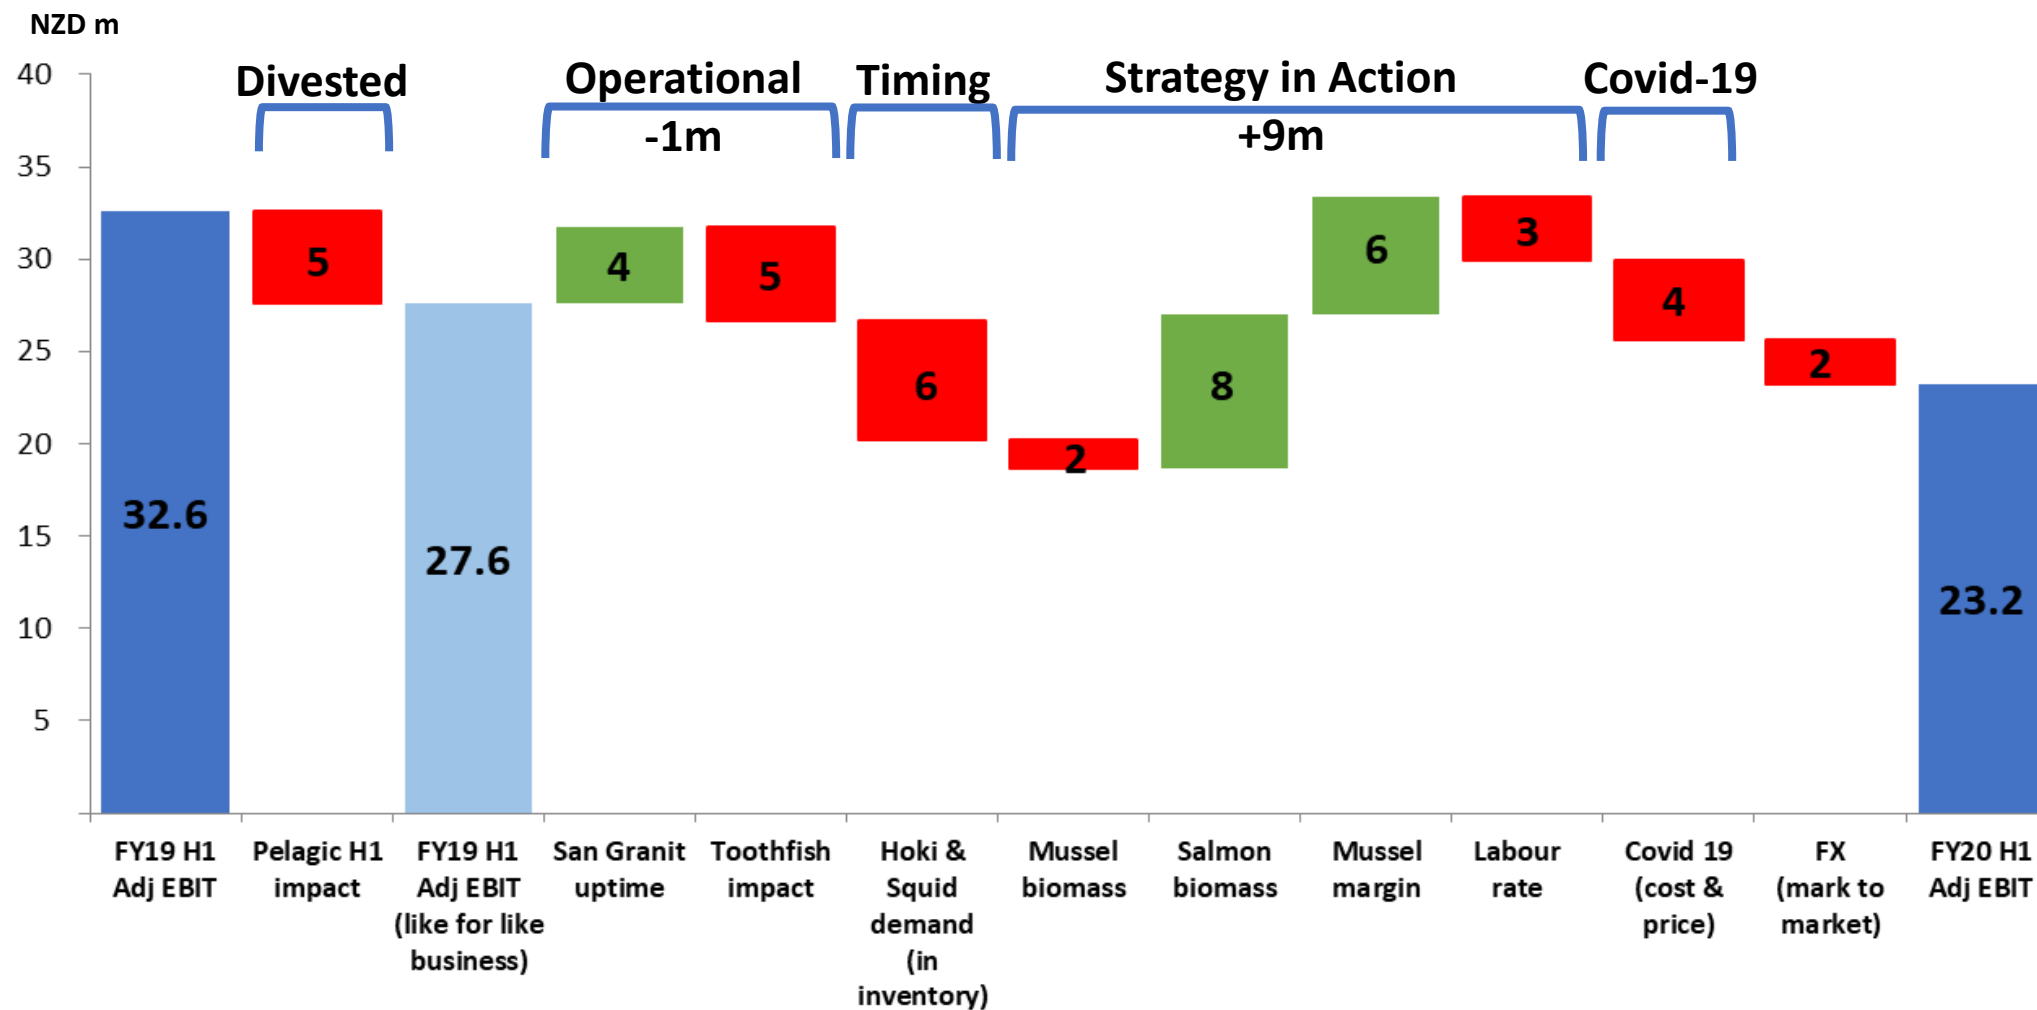 NZD m
Divested
Operational
Timing
Strategy in Action
Covid-19
-1m
+9m
40
35
30
25
20
15
10
5
32.6
5
27.6
4
5
6
2
8
6
3
4
2
23.2
FY19 H1
Adj EBIT
Pelagic H1
impact
FY19 H1
Adj EBIT
(like for like
business)
San Granit
uptime
Toothfish
impact
Hoki &
Squid
demand
(in
inventory)
Mussel
biomass
Salmon
biomass
Mussel
margin
Labour
rate
Covid 19
(cost &
price)
FX
(mark to
market)
FY20 H1
Adj EBIT